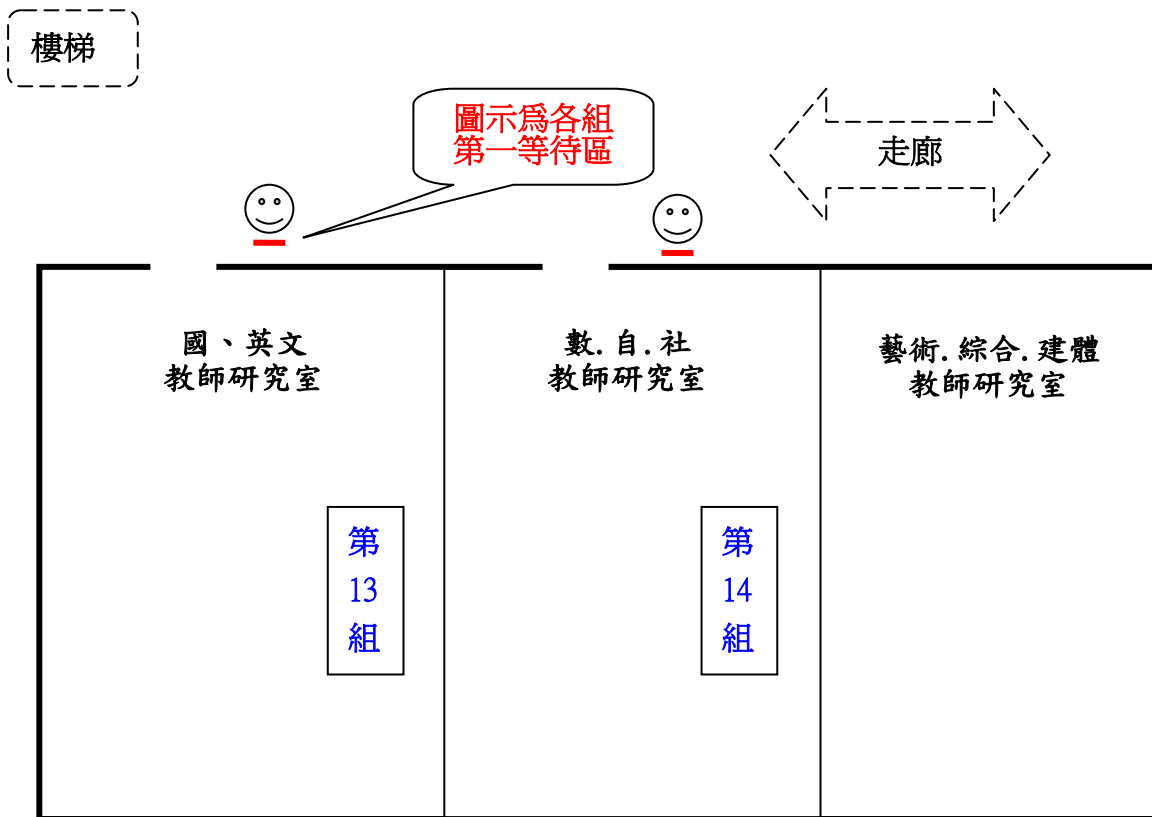 樓梯
圖示為各組
第一等待區
走廊
國、英文
教師研究室
數.自.社
教師研究室
藝術.綜合.建體
教師研究室
第
13
組
第
14
組